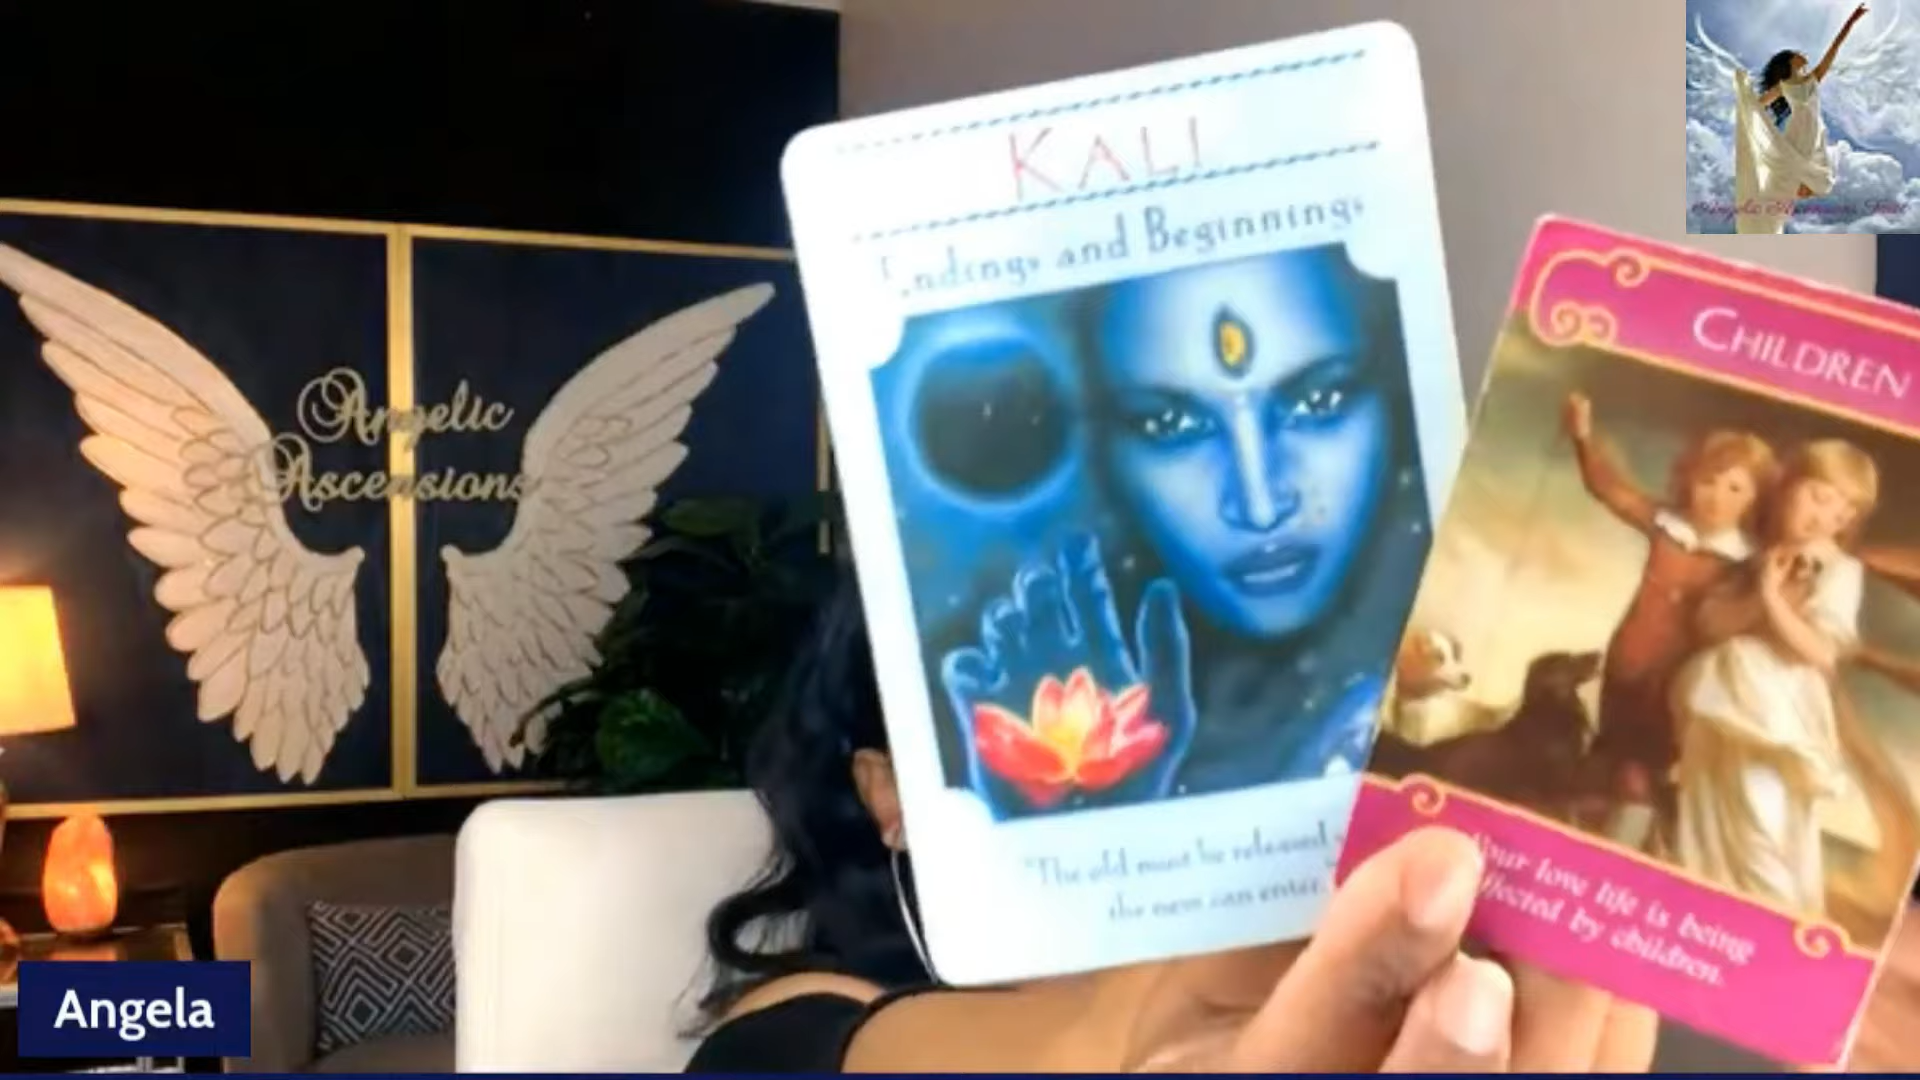 Angelic
Ascensions
KALI
Endings and Beginnings
"The old must be released
the new can enter.
CHILDREN
Your love life is being
affected by children.
Angela